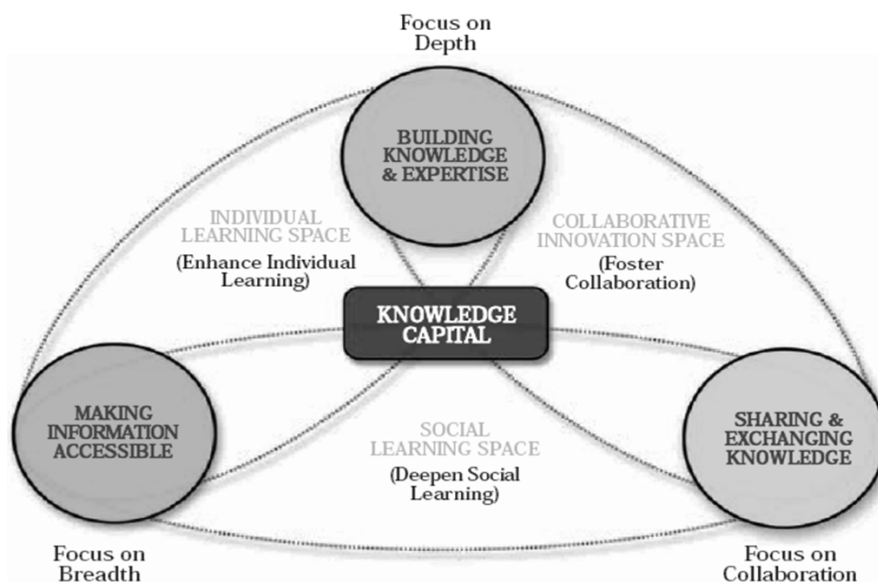 Focus on
Depth
BUILDING
KNOWLEDGE
& EXPERTISE
INDIVIDUAL
LEARNING SPACE
(Enhance Individual
Learning)
COLLABORATIVE
INNOVATION SPACE
(Foster
Collaboration)
KNOWLEDGE
CAPITAL
MAKING
INFORMATION
ACCESSIBLE
SOCIAL
LEARNING SPACE
(Deepen Social
Learning)
SHARING &
EXCHANGING
KNOWLEDGE
Focus on
Breadth
Focus on
Collaboration